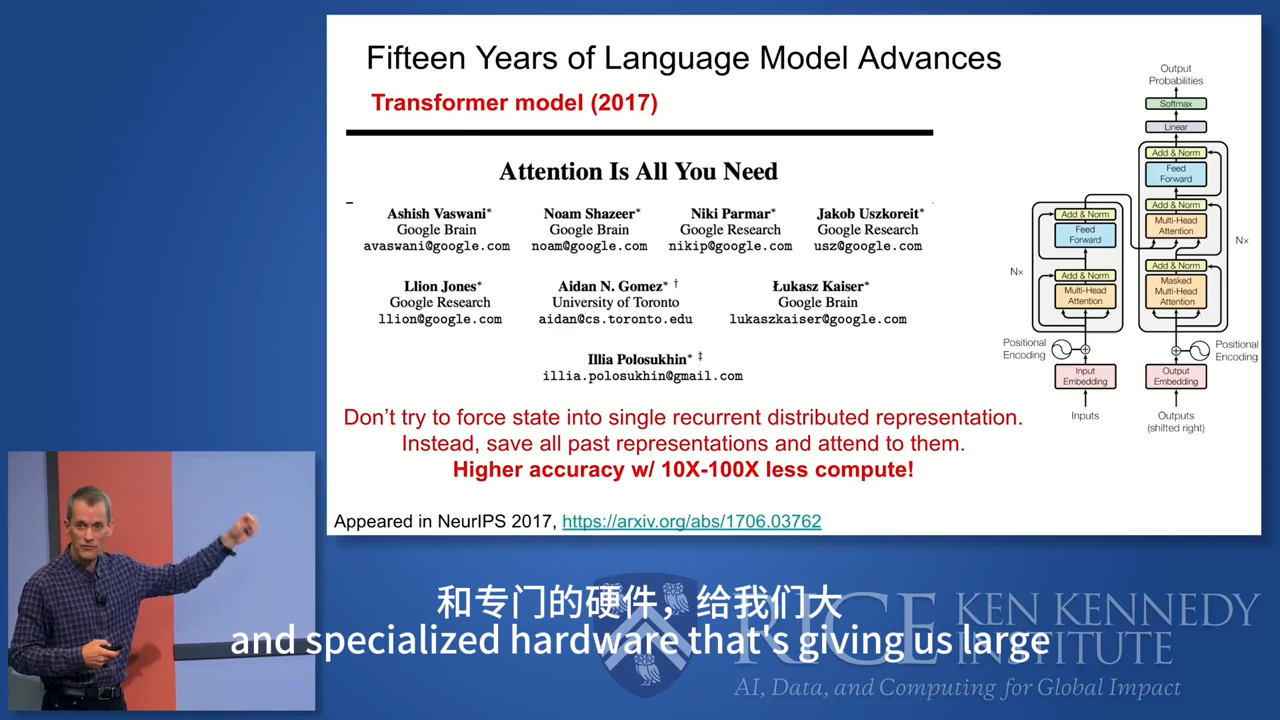 Fifteen Years of Language Model Advances
Transformer model (2017)
Attention Is All You Need
Ashish Vaswani* Noam Shazeer* Niki Parmar* Jakob Uszkoreit*
Google Brain Google Brain Google Research Google Research
avaswani@google.com noam@google.com nikip@google.com usz@google.com
Llion Jones* Aidan N. Gomez* † Łukasz Kaiser*
Google Research University of Toronto Google Brain
llion@google.com aidan@cs.toronto.edu lukaszkaiser@google.com
Illia Polosukhin* ‡
illia.polosukhin@gmail.com
Don't try to force state into single recurrent distributed representation.
Instead, save all past representations and attend to them.
Higher accuracy w/ 10X-100X less compute!
Appeared in NeurIPS 2017, https://arxiv.org/abs/1706.03762
Output
Probabilities
Softmax
Linear
Add & Norm
Feed
Forward
Add & Norm
Multi-Head
Attention
Add & Norm
Masked
Multi-Head
Attention
Nx
Positional
Encoding
Output
Embedding
Outputs
(shifted right)
Add & Norm
Feed
Forward
Add & Norm
Multi-Head
Attention
Nx
Positional
Encoding
Input
Embedding
Inputs
和专门的硬件，给我们大
and specialized hardware that's giving us large
RICE KEN KENNEDY
INSTITUTE
AI, Data, and Computing for Global Impact